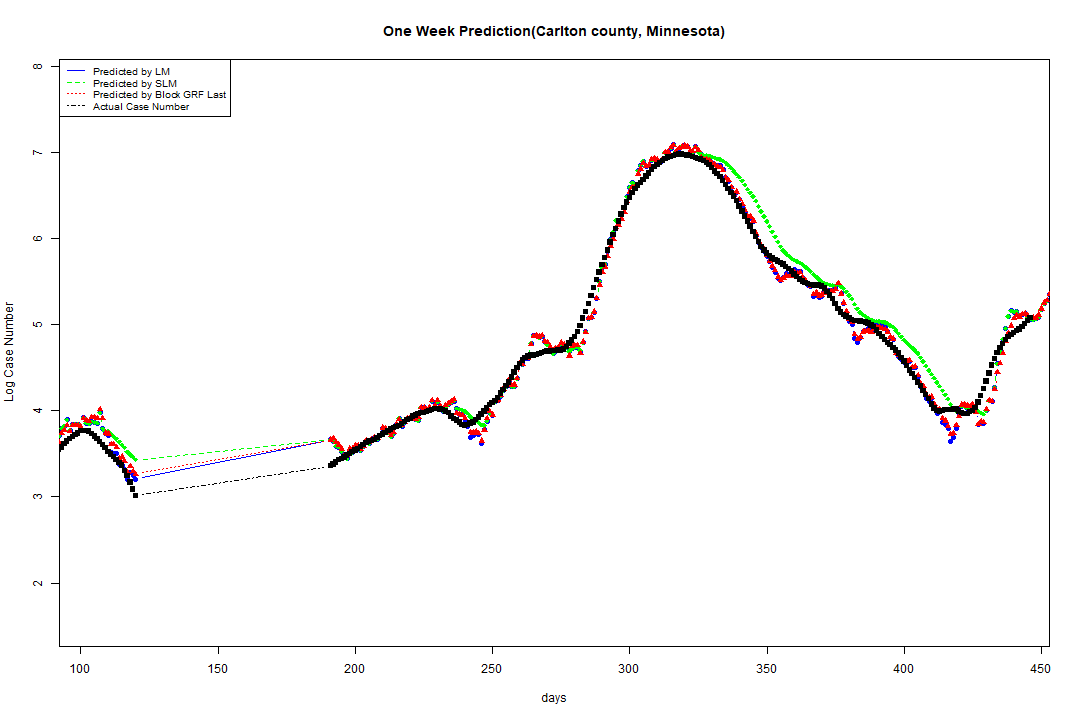 One Week Prediction(Carlton county, Minnesota)
Predicted by LM
Predicted by SLM
Predicted by Block GRF Last
Actual Case Number
Log Case Number
8
7
6
5
4
3
2
100 150 200 250 300 350 400 450
days